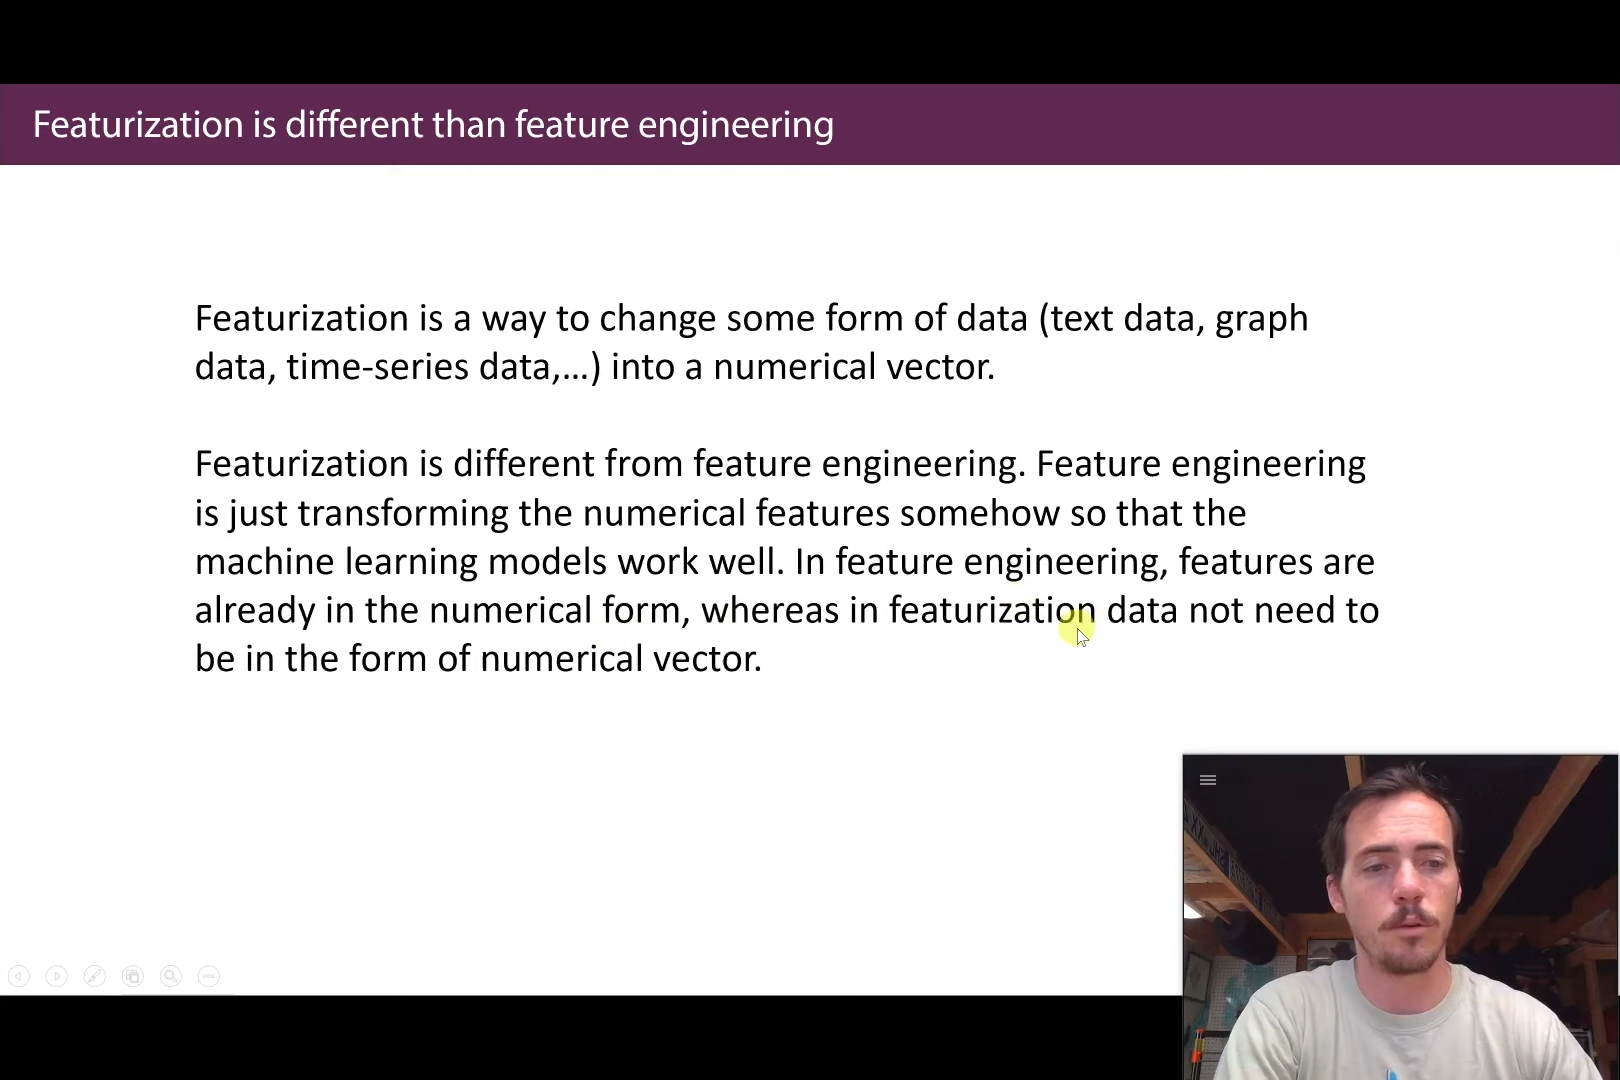 Featurization is different than feature engineering
Featurization is a way to change some form of data (text data, graph
data, time-series data,...) into a numerical vector.
Featurization is different from feature engineering. Feature engineering
is just transforming the numerical features somehow so that the
machine learning models work well. In feature engineering, features are
already in the numerical form, whereas in featurization data not need to
be in the form of numerical vector.